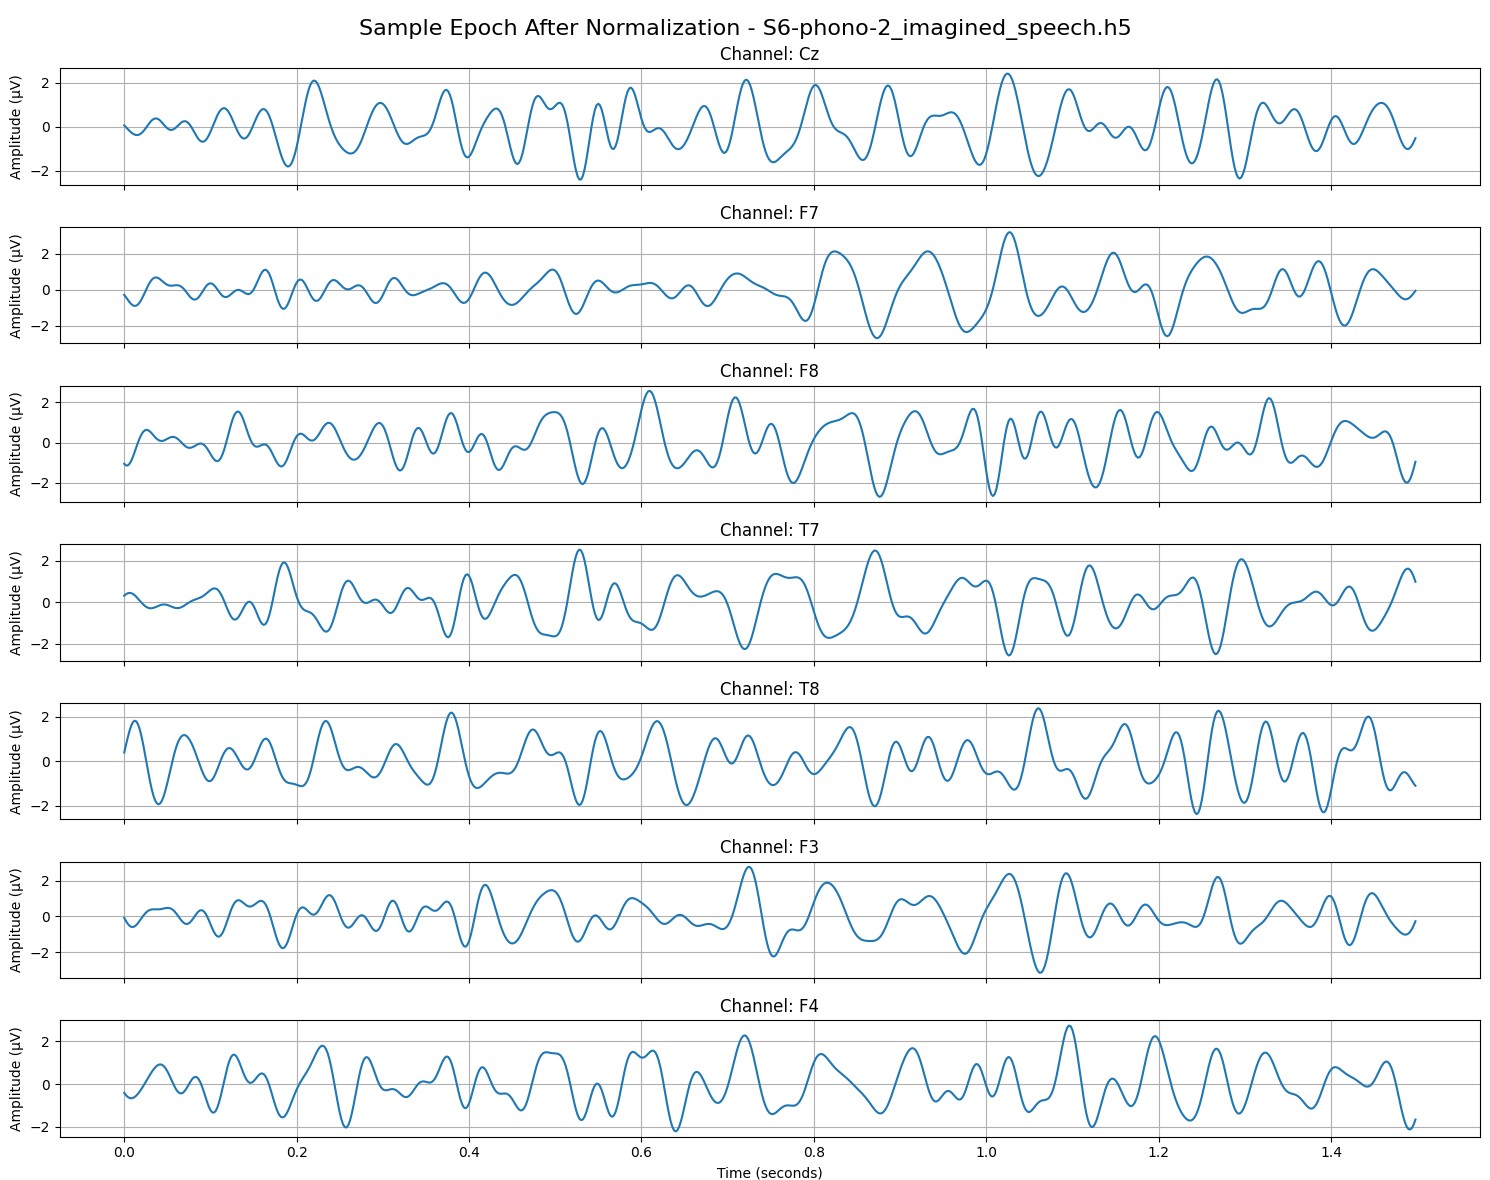 Sample Epoch After Normalization - S6-phono-2_imagined_speech.h5
Channel: Cz
Amplitude (µV)
2
0
−2
Channel: F7
Amplitude (µV)
2
0
−2
Channel: F8
Amplitude (µV)
2
0
−2
Channel: T7
Amplitude (µV)
2
0
−2
Channel: T8
Amplitude (µV)
2
0
−2
Channel: F3
Amplitude (µV)
2
0
−2
Channel: F4
Amplitude (µV)
2
0
−2
0.0 0.2 0.4 0.6 0.8 1.0 1.2 1.4
Time (seconds)